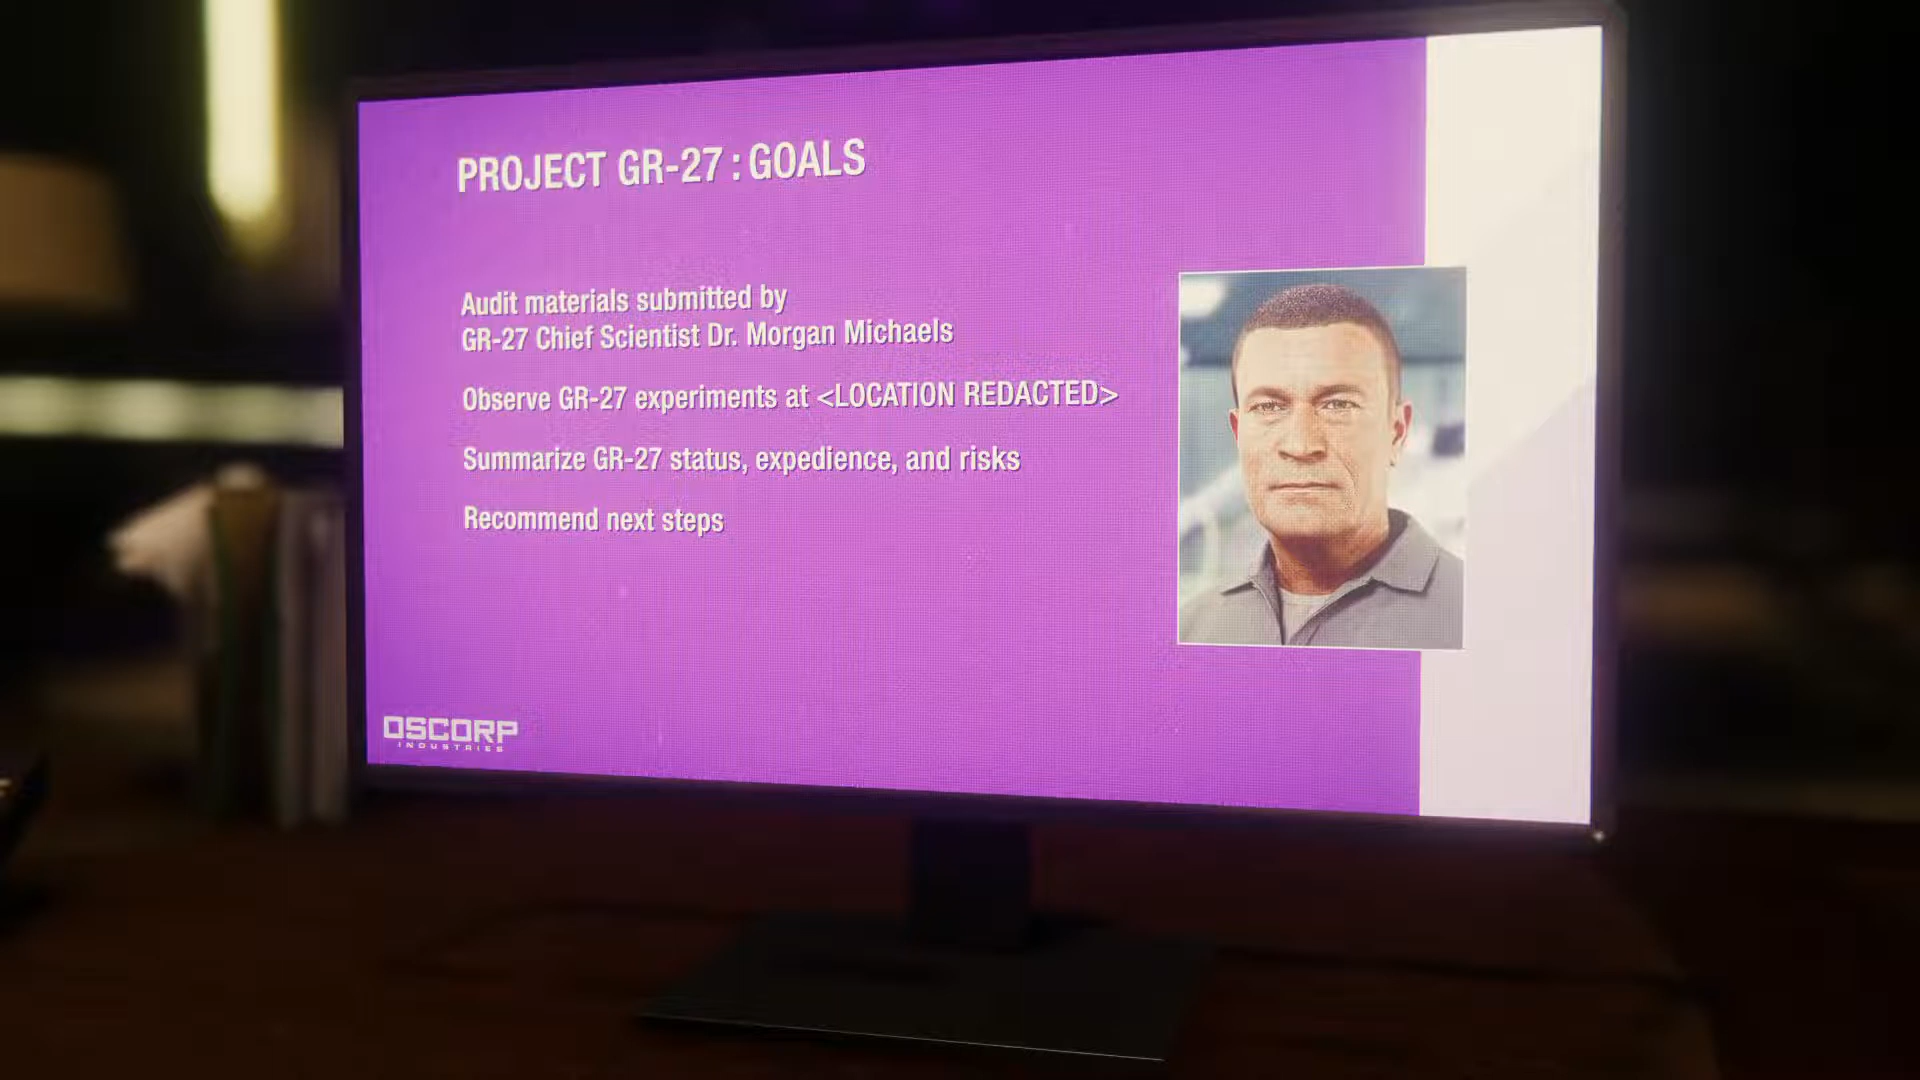 PROJECT GR-27 : GOALS
Audit materials submitted by
GR-27 Chief Scientist Dr. Morgan Michaels
Observe GR-27 experiments at <LOCATION REDACTED>
Summarize GR-27 status, expedience, and risks
Recommend next steps
OSCORP
INDUSTRIES